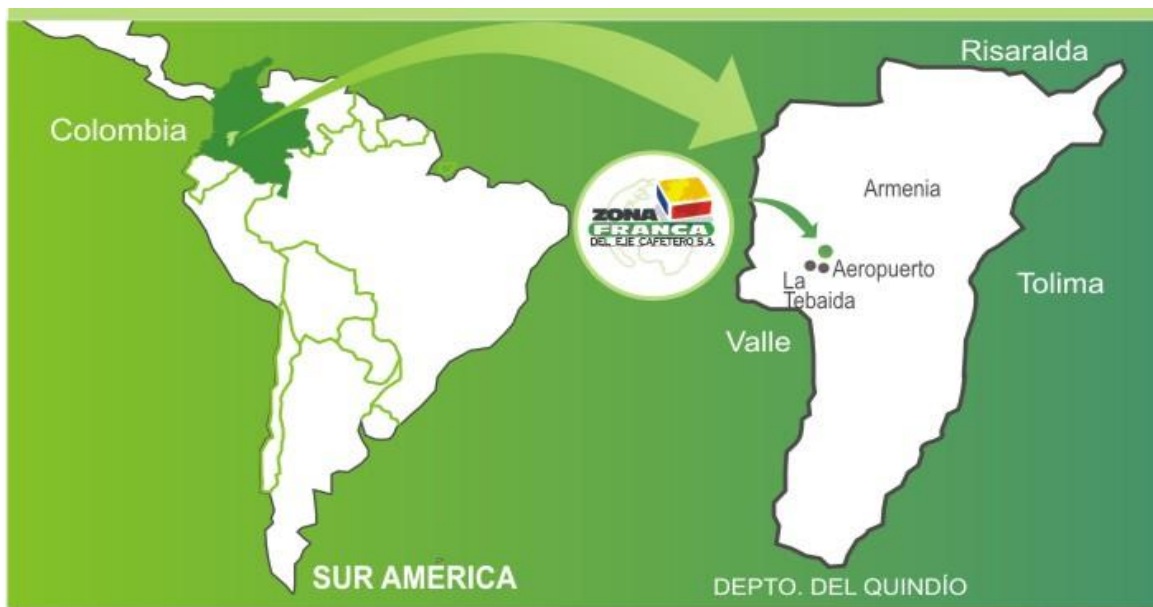 Colombia
SUR AMÉRICA
ZONA
FRANCA
DEL EJE CAFETERO S.A.
Risaralda
Armenia
Aeropuerto
La
Tebaida
Tolima
Valle
DEPTO. DEL QUINDÍO